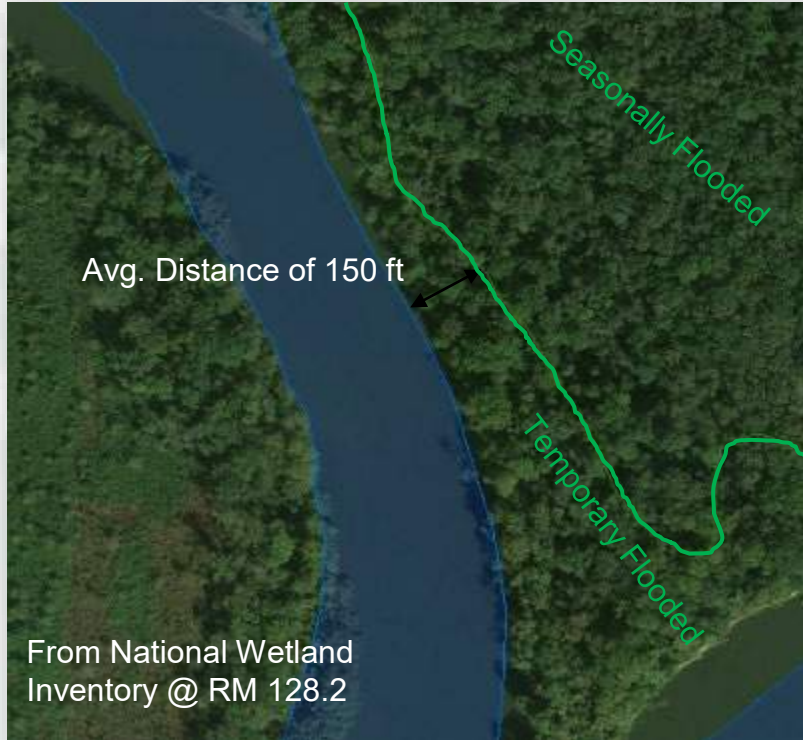 Seasonally Flooded
Avg. Distance of 150 ft
Temporary Flooded
From National Wetland
Inventory @ RM 128.2